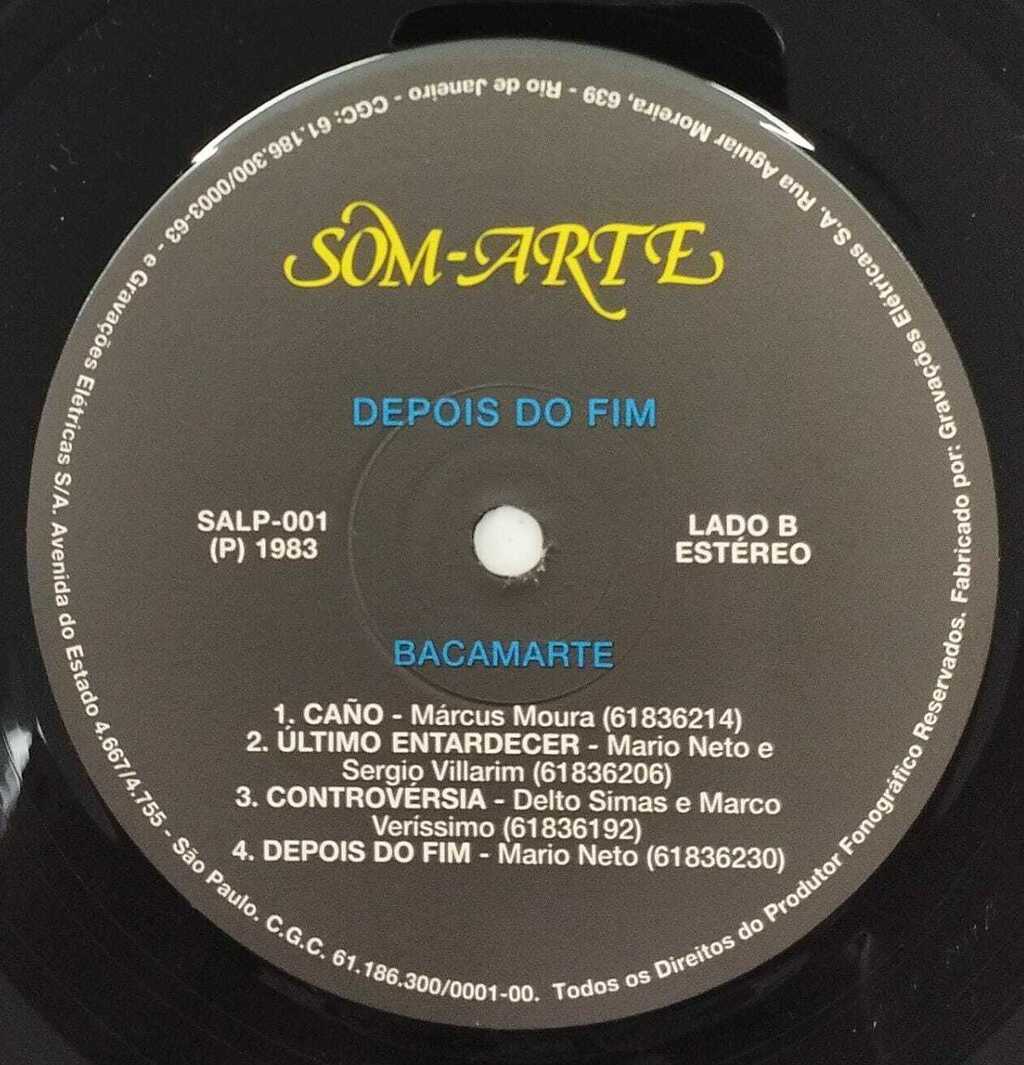 SOM-ARTE
DEPOIS DO FIM
SALP-001
(P) 1983
LADO B
ESTÉREO
BACAMARTE
1. CAÑO - Márcus Moura (61836214)
2. ÚLTIMO ENTARDECER - Mario Neto e
Sergio Villarim (61836206)
3. CONTROVÉRSIA - Delto Simas e Marco
Veríssimo (61836192)
4. DEPOIS DO FIM - Mario Neto (61836230)
Todos os Direitos do Produtor Fonográfico Reservados. Fabricado por: Gravações Elétricas S.A. Rua Aguiar Moreira, 639 - Rio de Janeiro - CGC: 61.186.300/0003-63 - e Gravações Elétricas S/A. Avenida do Estado 4.667/4.755 - São Paulo. C.G.C. 61.186.300/0001-00.